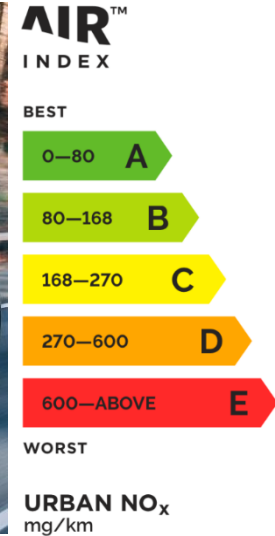 AIR™
INDEX
BEST
0—80 A
80—168 B
168—270 C
270—600 D
600—ABOVE E
WORST
URBAN NOₓ
mg/km